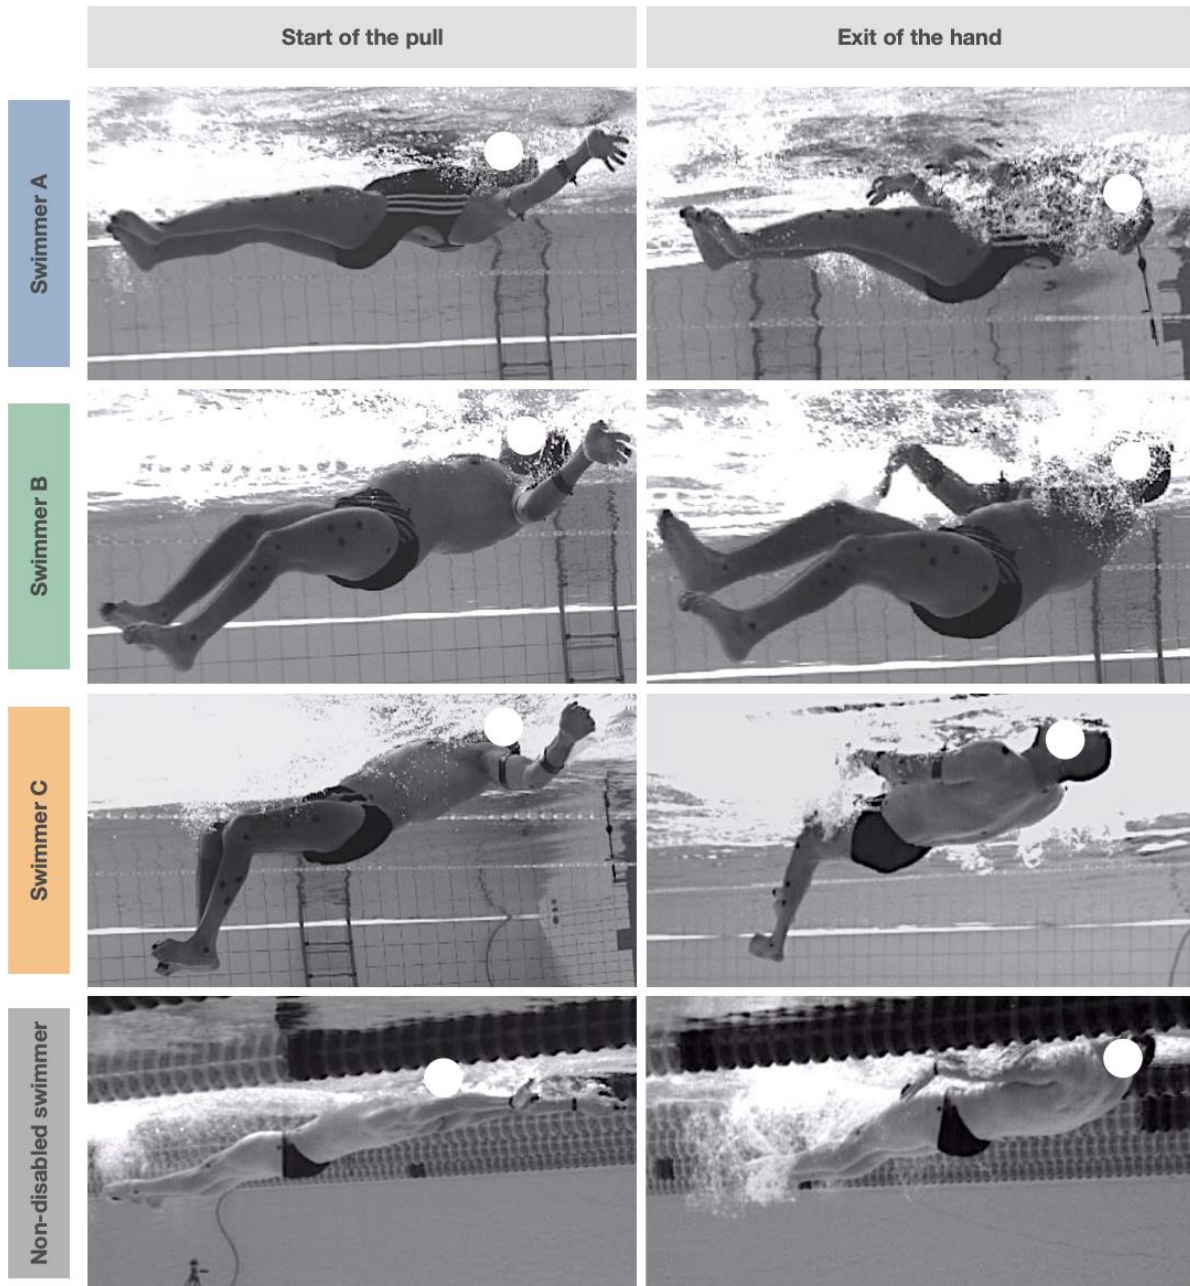 Start of the pull
Exit of the hand
Swimmer A
Swimmer B
Swimmer C
Non-disabled swimmer